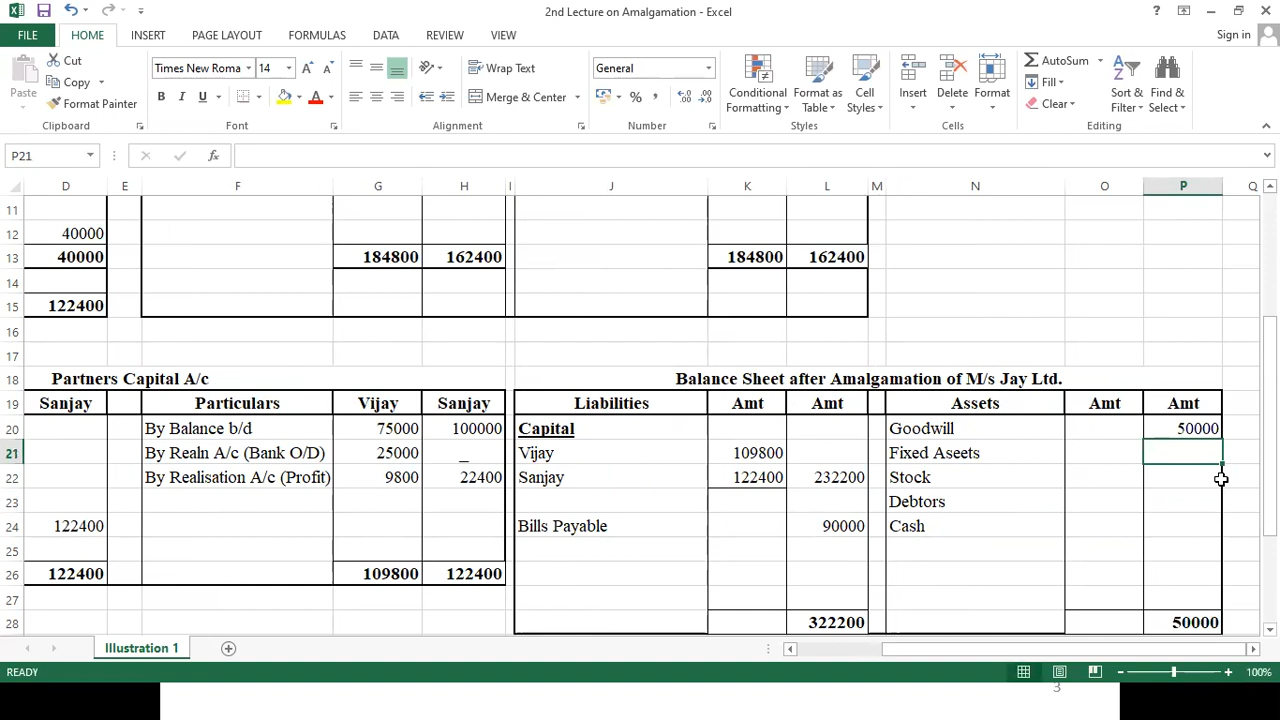 2nd Lecture on Amalgamation - Excel
FILE HOME INSERT PAGE LAYOUT FORMULAS DATA REVIEW VIEW Sign in
Cut
Copy
Format Painter
Paste
Times New Roma 14
B I U
Wrap Text
Merge & Center
General
% ,
Conditional Formatting
Format as Table
Cell Styles
Insert Delete Format
AutoSum
Fill
Clear
Sort & Filter
Find & Select
Clipboard Font Alignment Number Styles Cells Editing
P21 fx
D E F G H I J K L M N O P Q
11
12 40000
13 40000 184800 162400 184800 162400
14
15 122400
16
17
18 Partners Capital A/c Balance Sheet after Amalgamation of M/s Jay Ltd.
19 Sanjay Particulars Vijay Sanjay Liabilities Amt Amt Assets Amt Amt
20 By Balance b/d 75000 100000 Capital Goodwill 50000
21 By Realn A/c (Bank O/D) 25000 _ Vijay 109800 Fixed Aseets
22 By Realisation A/c (Profit) 9800 22400 Sanjay 122400 232200 Stock
23 Debtors
24 122400 Bills Payable 90000 Cash
25
26 122400 109800 122400
27
28 322200 50000
Illustration 1
READY 100%
3